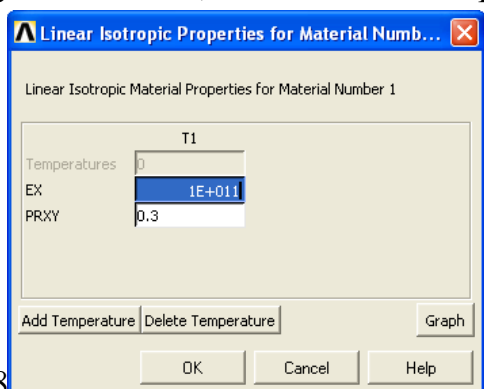 Linear Isotropic Properties for Material Numb...
Linear Isotropic Material Properties for Material Number 1
T1
Temperatures 0
EX 1E+011
PRXY 0.3
Add Temperature Delete Temperature Graph
OK Cancel Help
8